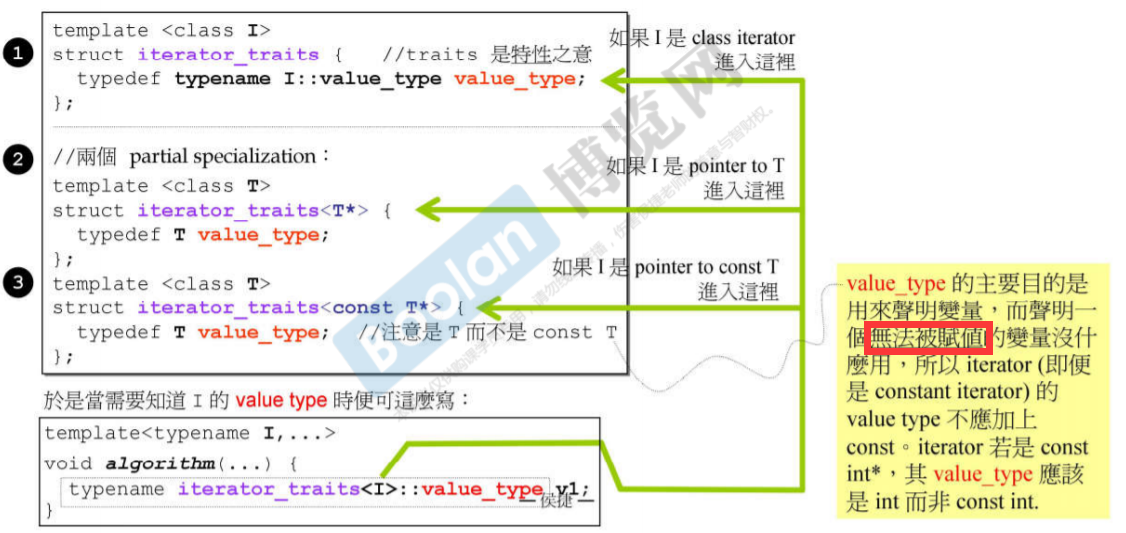 1
template <class I>
struct iterator_traits { //traits 是特性之意
typedef typename I::value_type value_type;
};
如果 I 是 class iterator
進入這裡
2
//兩個 partial specialization：
template <class T>
struct iterator_traits<T*> {
typedef T value_type;
};
如果 I 是 pointer to T
進入這裡
3
template <class T>
struct iterator_traits<const T*> {
typedef T value_type; //注意是 T 而不是 const T
};
如果 I 是 pointer to const T
進入這裡
於是當需要知道 I 的 value type 時便可這麼寫：
template<typename I,...>
void algorithm(...) {
typename iterator_traits<I>::value_type v1;
}
— 侯捷 —
value_type 的主要目的是
用來聲明變量，而聲明一
個無法被賦值的變量沒什
麼用，所以 iterator (即便
是 constant iterator) 的
value type 不應加上
const。iterator 若是 const
int*，其 value_type 應該
是 int 而非 const int.
boolan
博览网